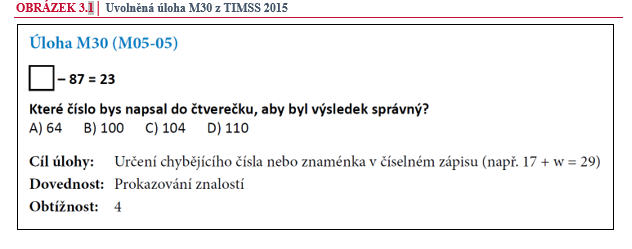 OBRÁZEK 3.1| Uvolněná úloha M30 z TIMSS 2015
Úloha M30 (M05-05)
– 87 = 23
Které číslo bys napsal do čtverečku, aby byl výsledek správný?
A) 64 B) 100 C) 104 D) 110
Cíl úlohy: Určení chybějícího čísla nebo znaménka v číselném zápisu (např. 17 + w = 29)
Dovednost: Prokazování znalostí
Obtížnost: 4